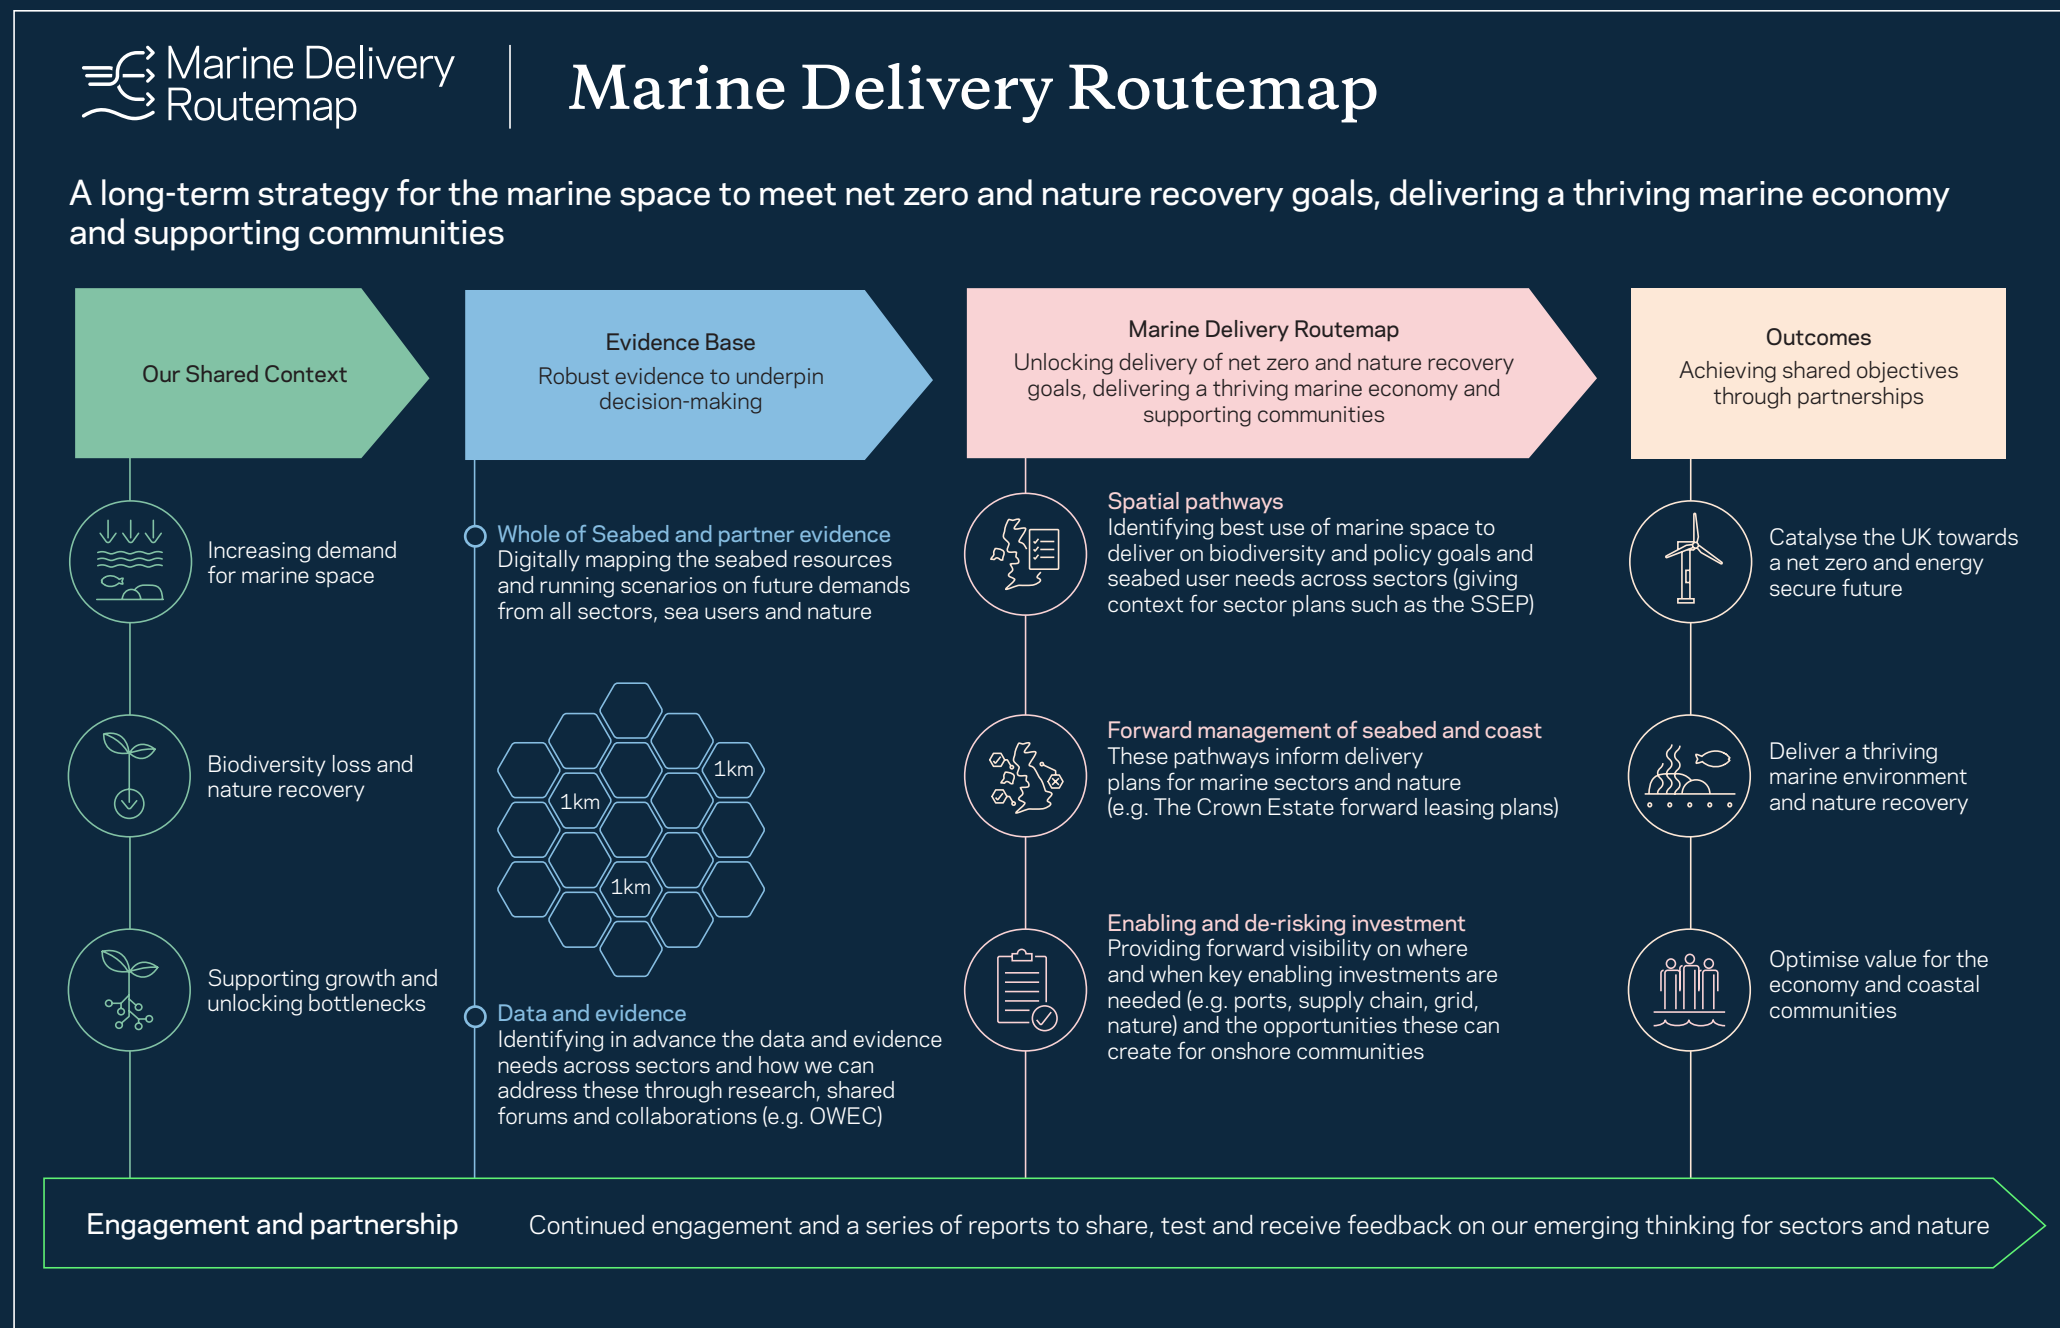 Marine Delivery
Routemap
Marine Delivery Routemap
A long-term strategy for the marine space to meet net zero and nature recovery goals, delivering a thriving marine economy
and supporting communities
Our Shared Context
Increasing demand
for marine space
Biodiversity loss and
nature recovery
Supporting growth and
unlocking bottlenecks
Evidence Base
Robust evidence to underpin
decision-making
Whole of Seabed and partner evidence
Digitally mapping the seabed resources
and running scenarios on future demands
from all sectors, sea users and nature
1km
1km
1km
Data and evidence
Identifying in advance the data and evidence
needs across sectors and how we can
address these through research, shared
forums and collaborations (e.g. OWEC)
Marine Delivery Routemap
Unlocking delivery of net zero and nature recovery
goals, delivering a thriving marine economy and
supporting communities
Spatial pathways
Identifying best use of marine space to
deliver on biodiversity and policy goals and
seabed user needs across sectors (giving
context for sector plans such as the SSEP)
Forward management of seabed and coast
These pathways inform delivery
plans for marine sectors and nature
(e.g. The Crown Estate forward leasing plans)
Enabling and de-risking investment
Providing forward visibility on where
and when key enabling investments are
needed (e.g. ports, supply chain, grid,
nature) and the opportunities these can
create for onshore communities
Outcomes
Achieving shared objectives
through partnerships
Catalyse the UK towards
a net zero and energy
secure future
Deliver a thriving
marine environment
and nature recovery
Optimise value for the
economy and coastal
communities
Engagement and partnership
Continued engagement and a series of reports to share, test and receive feedback on our emerging thinking for sectors and nature